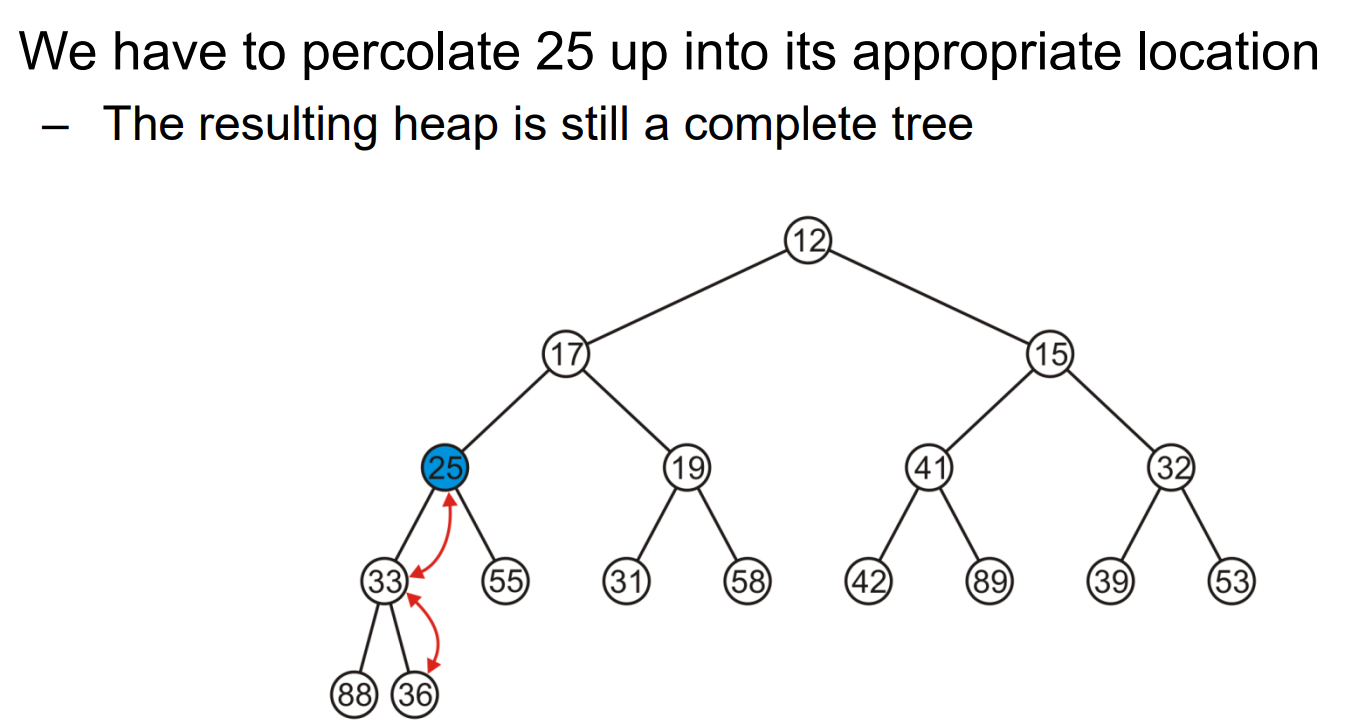 We have to percolate 25 up into its appropriate location
– The resulting heap is still a complete tree
12
17 15
25 19 41 32
33 55 31 58 42 89 39 53
88 36